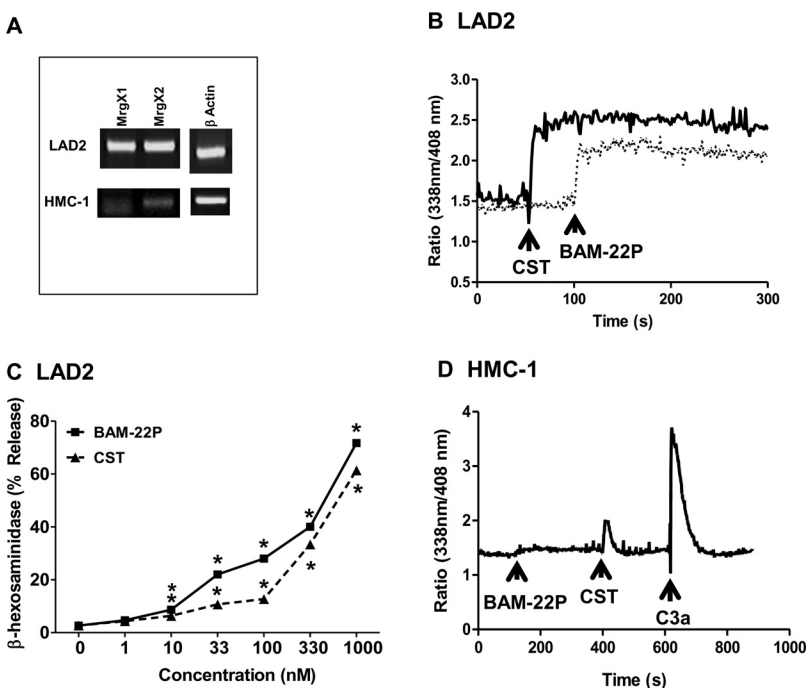 A
MrgX1
MrgX2
β Actin
LAD2
HMC-1
B LAD2
Ratio (338nm/408 nm)
3.0
2.5
2.0
1.5
1.0
0.5
CST
BAM-22P
0
100
200
300
Time (s)
C LAD2
β-hexosaminidase (% Release)
80
60
40
20
0
BAM-22P
CST
* * * * * * * * * *
0 1 10 33 100 330 1000
Concentration (nM)
D HMC-1
Ratio (338nm/408 nm)
4
3
2
1
0
BAM-22P
CST
C3a
0 200 400 600 800 1000
Time (s)